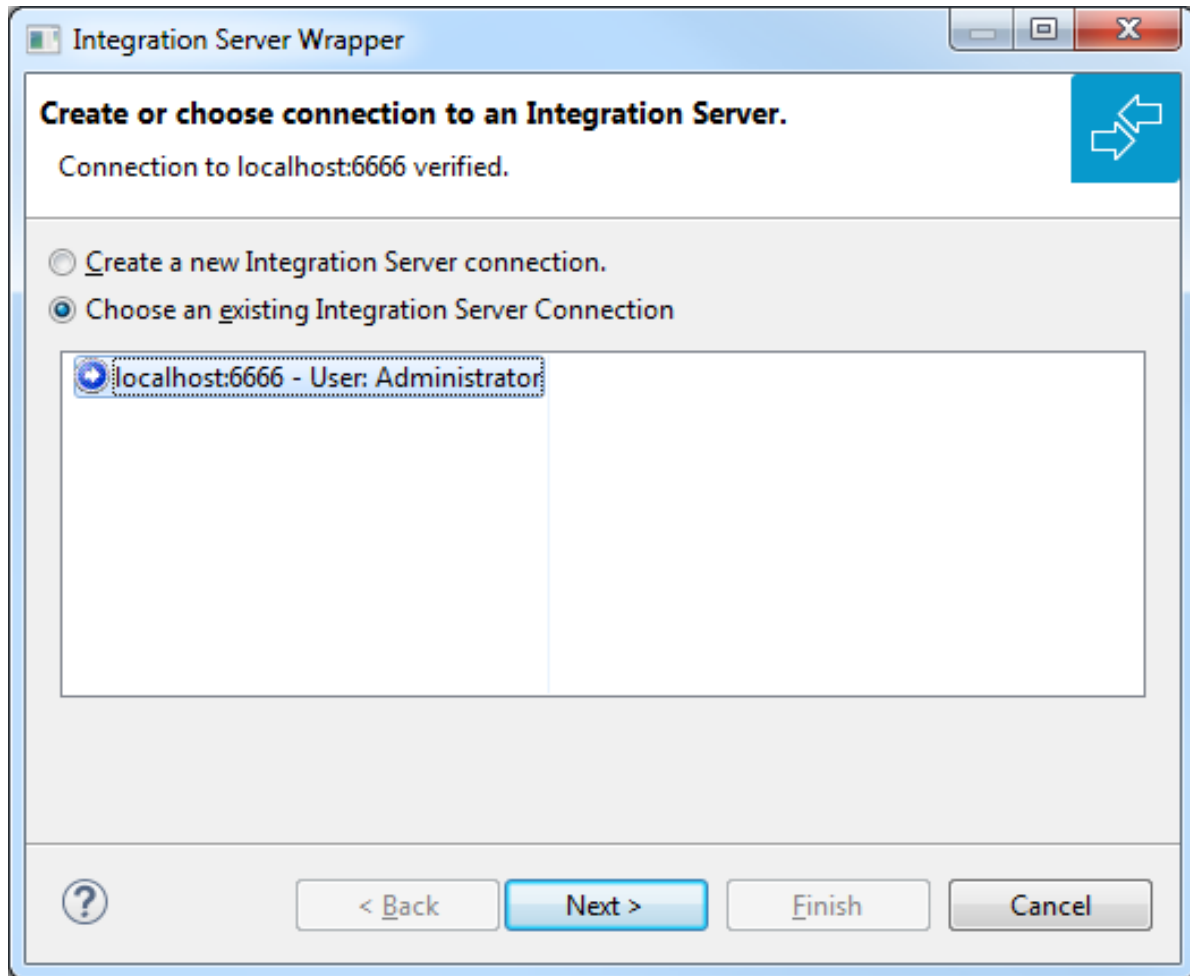 Integration Server Wrapper
Create or choose connection to an Integration Server.
Connection to localhost:6666 verified.
Create a new Integration Server connection.
Choose an existing Integration Server Connection
localhost:6666 - User: Administrator
? < Back Next > Finish Cancel